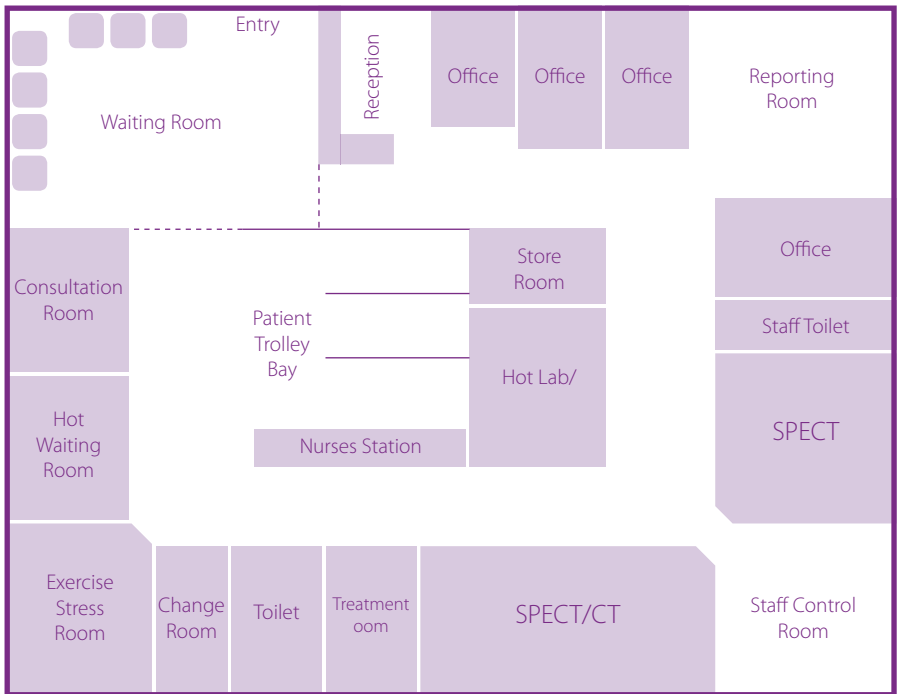 Entry
Reception
Office
Office
Office
Reporting
Room
Waiting Room
Consultation
Room
Store
Room
Office
Patient
Trolley
Bay
Staff Toilet
Hot Lab/
Hot
Waiting
Room
Nurses Station
SPECT
Exercise
Stress
Room
Change
Room
Toilet
Treatment
oom
SPECT/CT
Staff Control
Room